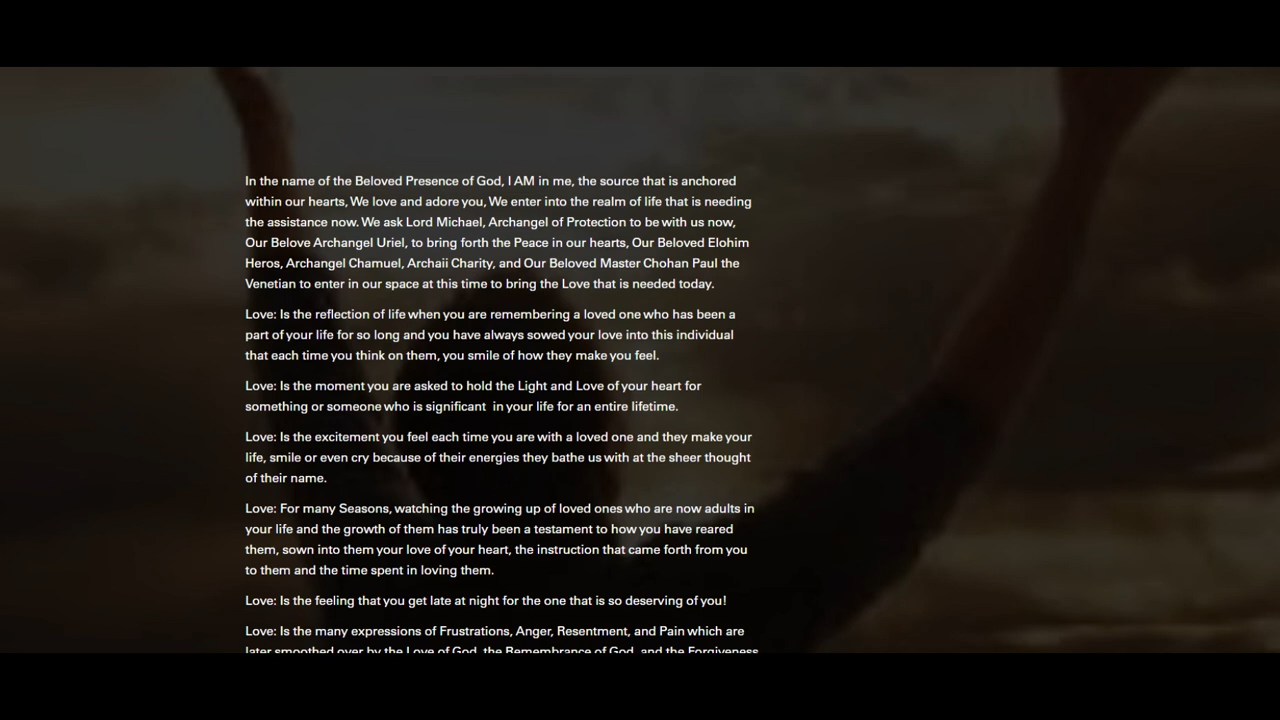 In the name of the Beloved Presence of God, I AM in me, the source that is anchored
within our hearts, We love and adore you, We enter into the realm of life that is needing
the assistance now. We ask Lord Michael, Archangel of Protection to be with us now,
Our Belove Archangel Uriel, to bring forth the Peace in our hearts, Our Beloved Elohim
Heros, Archangel Chamuel, Archaii Charity, and Our Beloved Master Chohan Paul the
Venetian to enter in our space at this time to bring the Love that is needed today.
Love: Is the reflection of life when you are remembering a loved one who has been a
part of your life for so long and you have always sowed your love into this individual
that each time you think on them, you smile of how they make you feel.
Love: Is the moment you are asked to hold the Light and Love of your heart for
something or someone who is significant  in your life for an entire lifetime.
Love: Is the excitement you feel each time you are with a loved one and they make your
life, smile or even cry because of their energies they bathe us with at the sheer thought
of their name.
Love: For many Seasons, watching the growing up of loved ones who are now adults in
your life and the growth of them has truly been a testament to how you have reared
them, sown into them your love of your heart, the instruction that came forth from you
to them and the time spent in loving them.
Love: Is the feeling that you get late at night for the one that is so deserving of you!
Love: Is the many expressions of Frustrations, Anger, Resentment, and Pain which are
later smoothed over by the Love of God, the Remembrance of God, and the Forgiveness